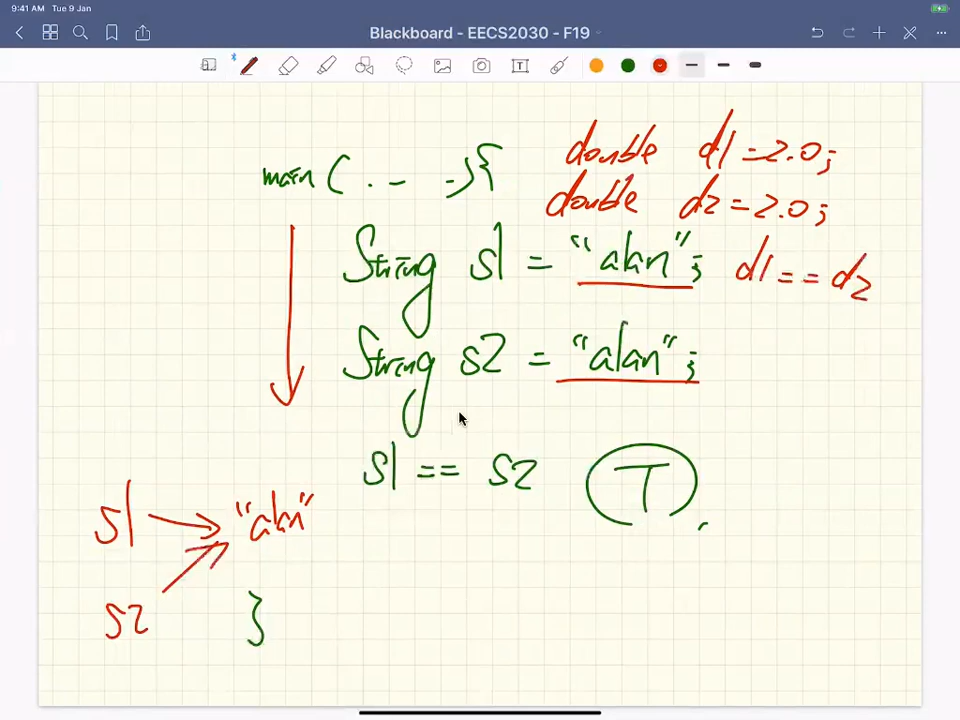 9:41 AM Tue 9 Jan
Blackboard - EECS2030 - F19
double d1 = 2.0;
main (. - -) {
double d2 = 2.0;
String s1 = "alan";
d1 == d2
String s2 = "alan";
s1 == s2 T
s1 "alan"
s2 }